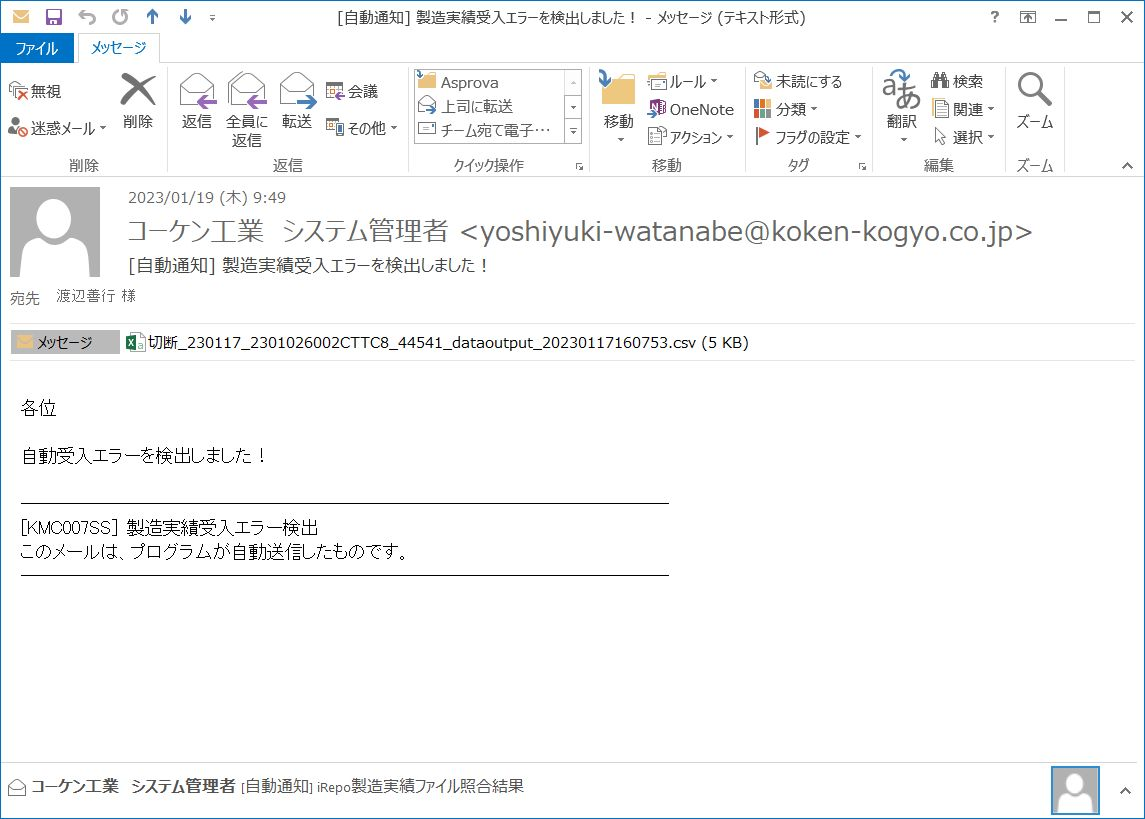 [自動通知] 製造実績受入エラーを検出しました！ - メッセージ (テキスト形式)
?
ファイル
メッセージ
無視
迷惑メール
削除
削除
返信
全員に
返信
転送
会議
その他
返信
Asprova
上司に転送
チーム宛て電子…
クイック操作
移動
ルール
OneNote
アクション
移動
未読にする
分類
フラグの設定
タグ
あ
翻訳
検索
関連
選択
編集
ズーム
ズーム
2023/01/19 (木) 9:49
コーケン工業　システム管理者 <yoshiyuki-watanabe@koken-kogyo.co.jp>
[自動通知] 製造実績受入エラーを検出しました！
宛先 渡辺善行 様
メッセージ
切断_230117_2301026002CTTC8_44541_dataoutput_20230117160753.csv (5 KB)
各位
自動受入エラーを検出しました！
[KMC007SS] 製造実績受入エラー検出
このメールは、プログラムが自動送信したものです。
コーケン工業　システム管理者 [自動通知] iRepo製造実績ファイル照合結果